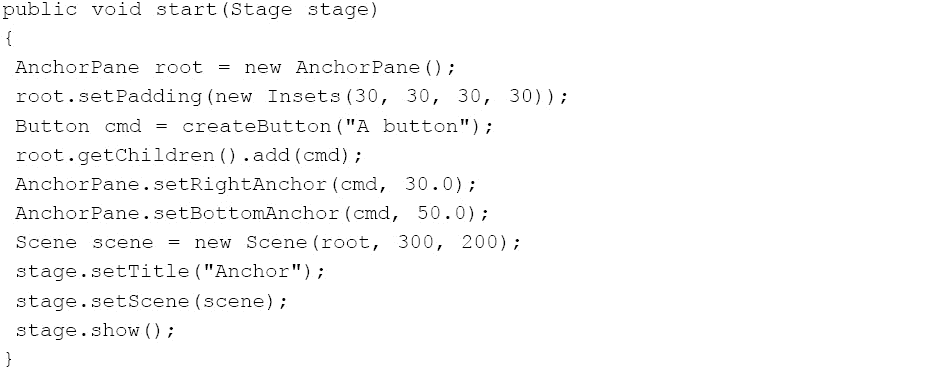 public void start(Stage stage)
{
 AnchorPane root = new AnchorPane();
 root.setPadding(new Insets(30, 30, 30, 30));
 Button cmd = createButton("A button");
 root.getChildren().add(cmd);
 AnchorPane.setRightAnchor(cmd, 30.0);
 AnchorPane.setBottomAnchor(cmd, 50.0);
 Scene scene = new Scene(root, 300, 200);
 stage.setTitle("Anchor");
 stage.setScene(scene);
 stage.show();
}